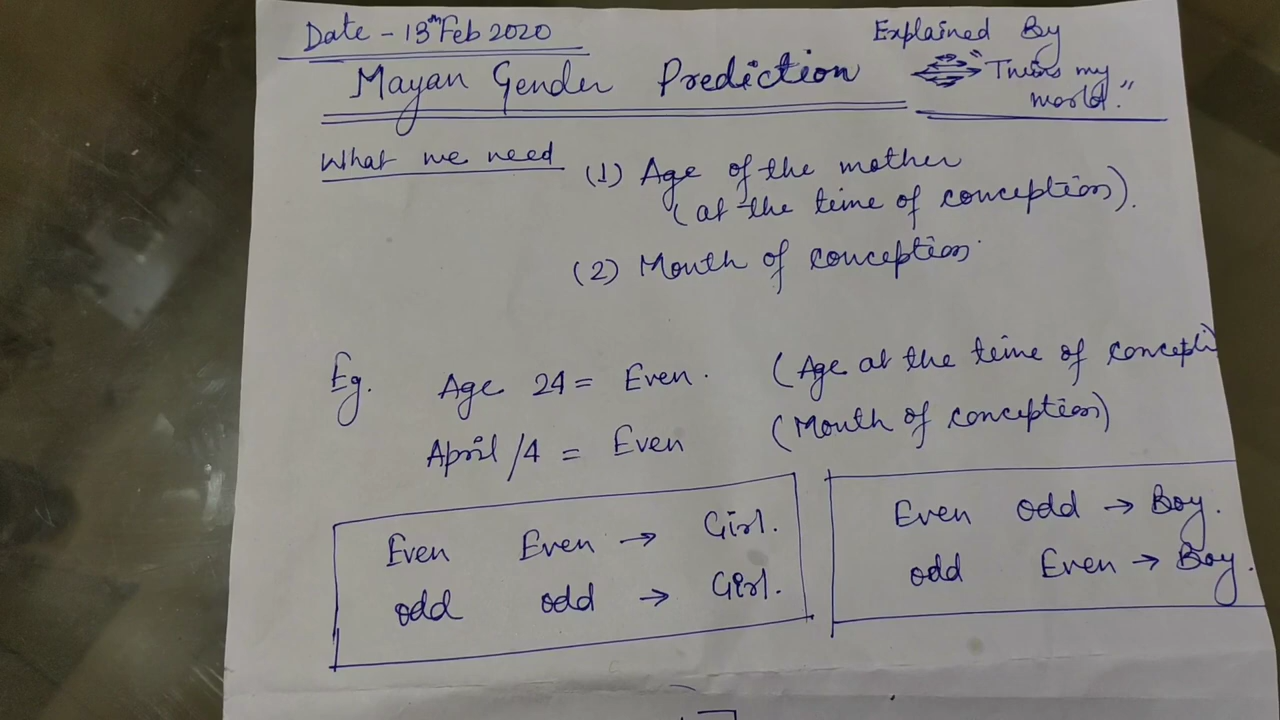 Date - 13th Feb 2020
Explained By
Mayan Gender Prediction
"Twins my
world."
What we need
(1) Age of the mother
(at the time of conception).
(2) Month of conception
Eg. Age 24 = Even. (Age at the time of concepti
April /4 = Even (Month of conception)
Even Even → Girl.
odd odd → Girl.
Even odd → Boy.
odd Even → Boy.